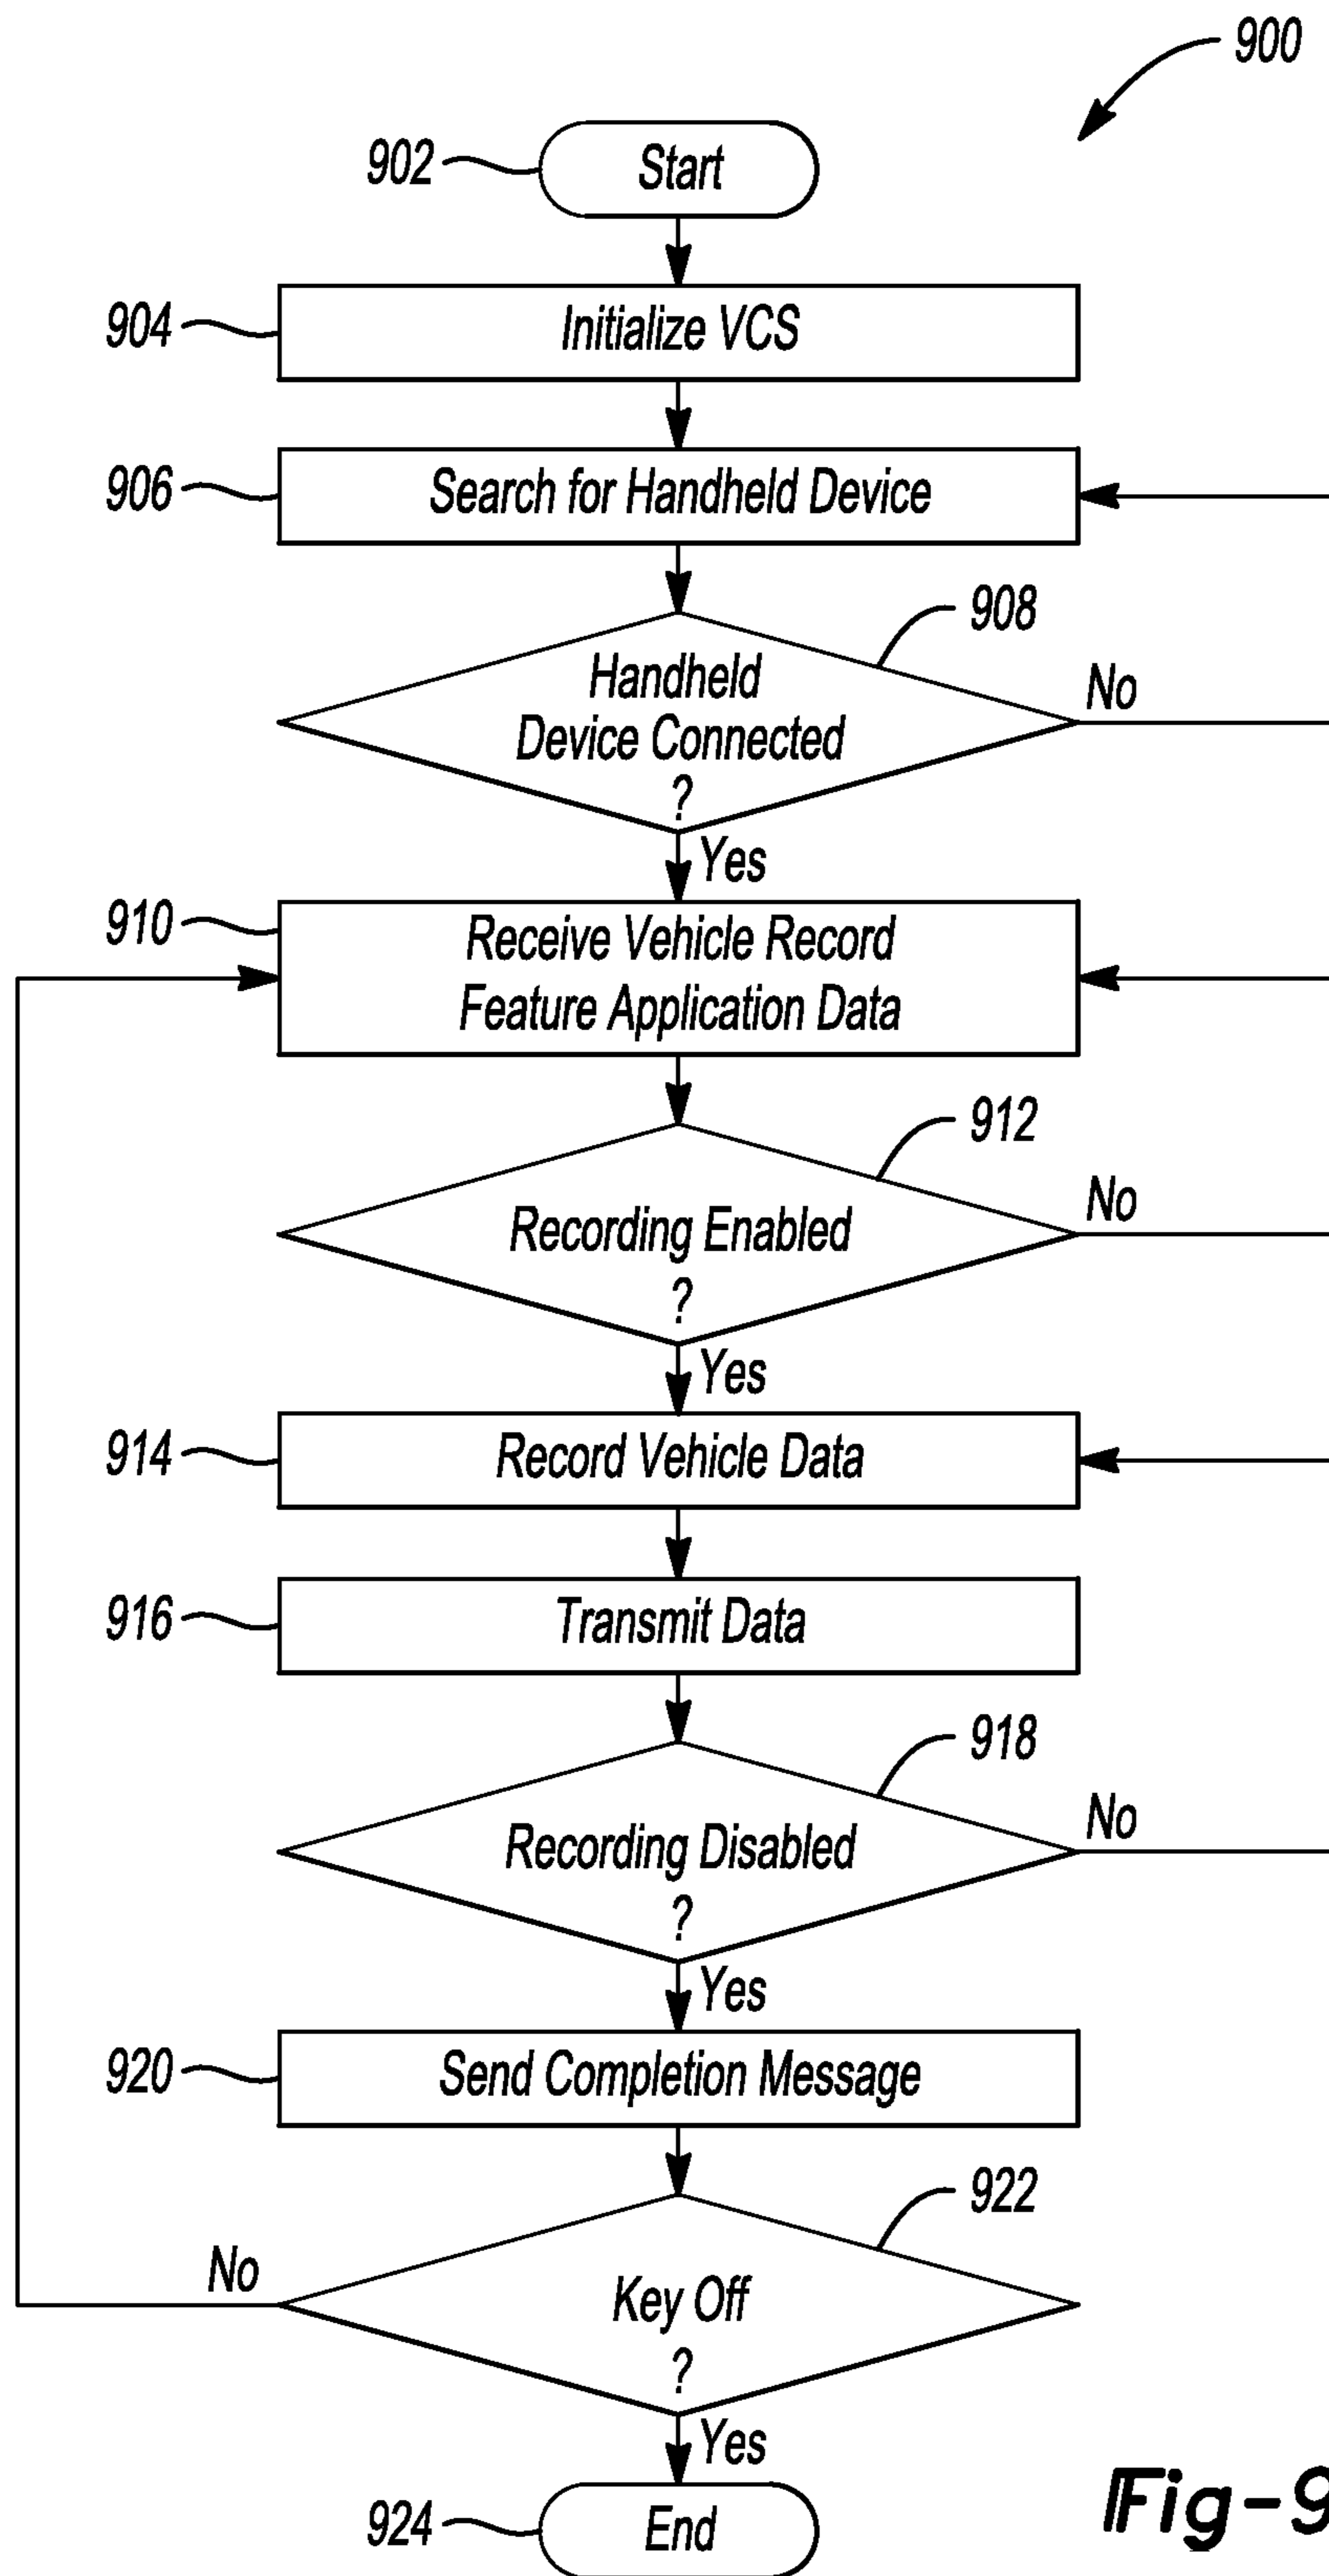 900
902
Start
904
Initialize VCS
906
Search for Handheld Device
908
Handheld
Device Connected
?
No
Yes
910
Receive Vehicle Record
Feature Application Data
912
Recording Enabled
?
No
Yes
914
Record Vehicle Data
916
Transmit Data
918
Recording Disabled
?
No
Yes
920
Send Completion Message
922
Key Off
?
No
Yes
924
End
Fig-9